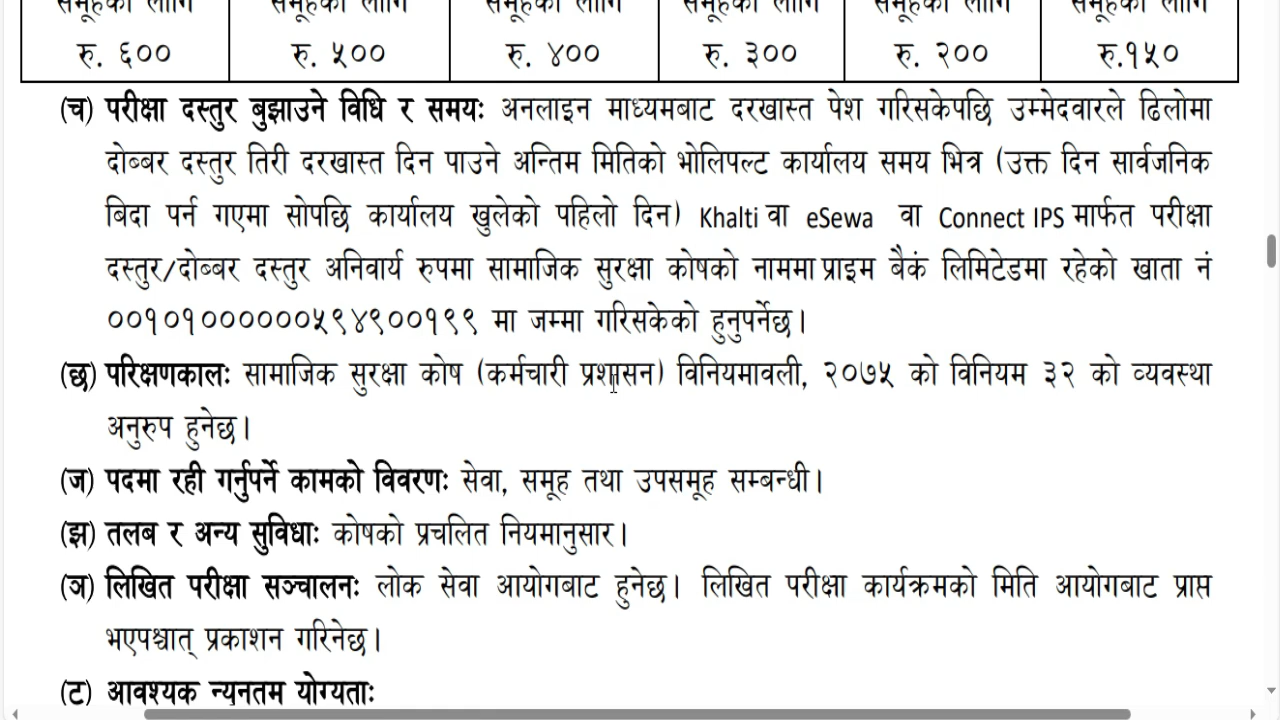 समूहको लागि समूहको लागि समूहको लागि समूहको लागि समूहको लागि समूहको लागि
रु. ६०० रु. ५०० रु. ४०० रु. ३०० रु. २०० रु.१५०
(च) परीक्षा दस्तुर बुझाउने विधि र समयः अनलाइन माध्यमबाट दरखास्त पेश गरिसकेपछि उम्मेदवारले ढिलोमा
दोब्बर दस्तुर तिरी दरखास्त दिन पाउने अन्तिम मितिको भोलिपल्ट कार्यालय समय भित्र (उक्त दिन सार्वजनिक
बिदा पर्न गएमा सोपछि कार्यालय खुलेको पहिलो दिन) Khalti वा eSewa वा Connect IPS मार्फत परीक्षा
दस्तुर/दोब्बर दस्तुर अनिवार्य रुपमा सामाजिक सुरक्षा कोषको नाममा प्राइम बैकं लिमिटेडमा रहेको खाता नं
००१०१००००००५९४९००१९९ मा जम्मा गरिसकेको हुनुपर्नेछ।
(छ) परिक्षणकालः सामाजिक सुरक्षा कोष (कर्मचारी प्रशासन) विनियमावली, २०७५ को विनियम ३२ को व्यवस्था
अनुरुप हुनेछ।
(ज) पदमा रही गर्नुपर्ने कामको विवरणः सेवा, समूह तथा उपसमूह सम्बन्धी।
(झ) तलब र अन्य सुविधाः कोषको प्रचलित नियमानुसार।
(ञ) लिखित परीक्षा सञ्चालनः लोक सेवा आयोगबाट हुनेछ। लिखित परीक्षा कार्यक्रमको मिति आयोगबाट प्राप्त
भएपश्चात् प्रकाशन गरिनेछ।
(ट) आवश्यक न्यूनतम योग्यताः